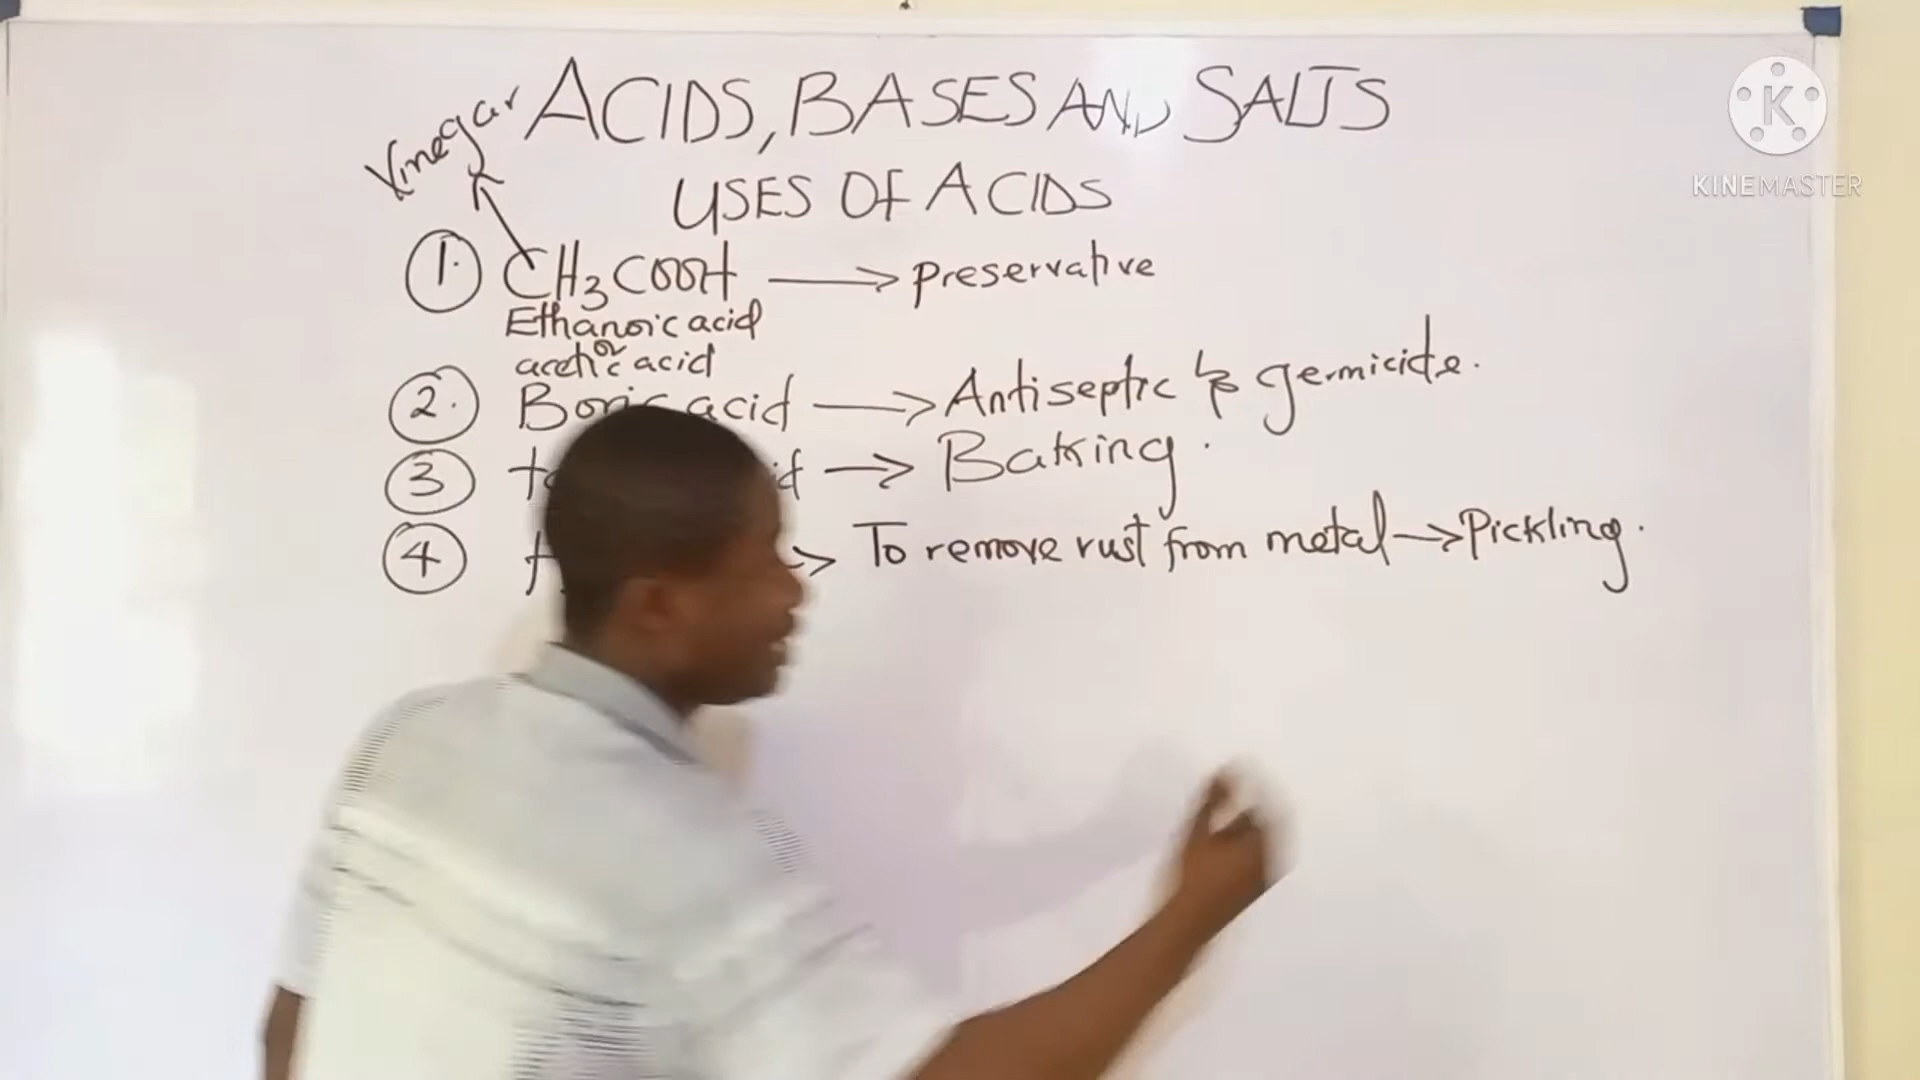 ACIDS, BASES AND SALTS
Vinegar
USES OF ACIDS
1. CH3COOH → preservative
Ethanoic acid
or
acetic acid
2. Boric acid → Antiseptic & germicide.
3 → Baking.
4 → To remove rust from metal → Pickling.
KINEMASTER